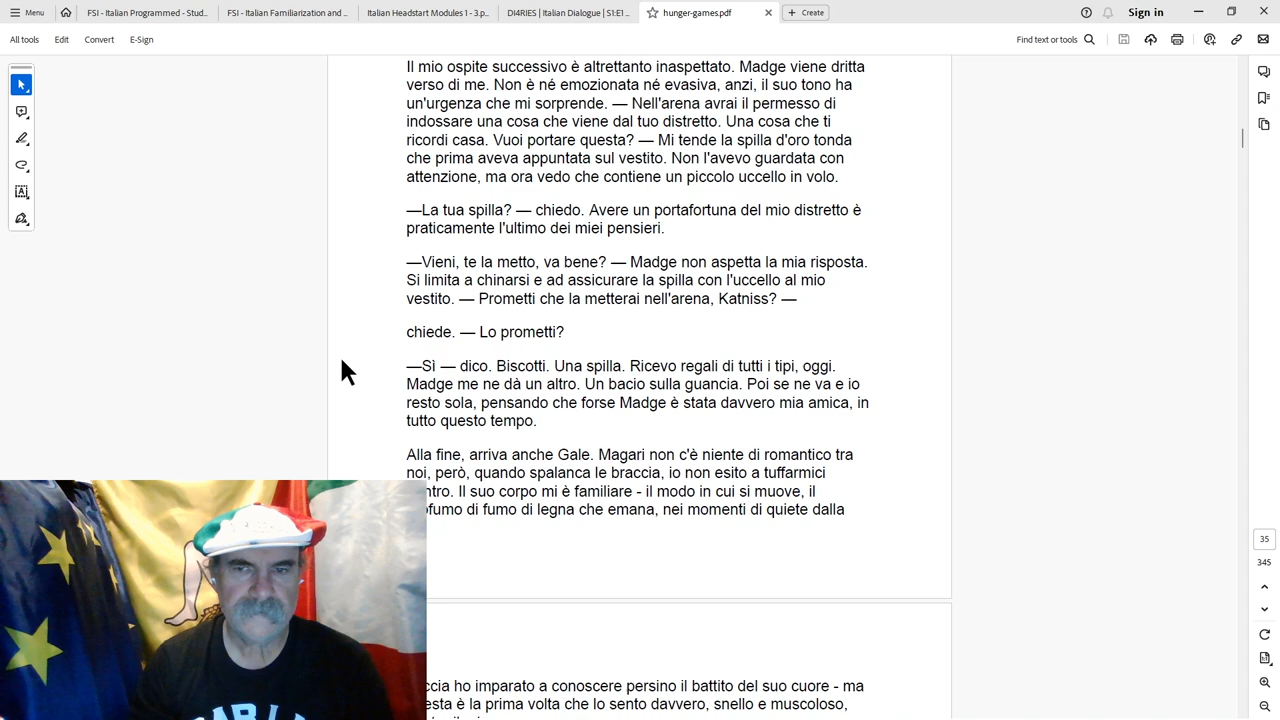 Menu
FSI - Italian Programmed - Stud...
FSI - Italian Familiarization and ...
Italian Headstart Modules 1 - 3.p...
DI4RIES | Italian Dialogue | S1:E1 ...
hunger-games.pdf
Create
Sign in
All tools
Edit
Convert
E-Sign
Find text or tools
Il mio ospite successivo è altrettanto inaspettato. Madge viene dritta
verso di me. Non è né emozionata né evasiva, anzi, il suo tono ha
un'urgenza che mi sorprende. — Nell'arena avrai il permesso di
indossare una cosa che viene dal tuo distretto. Una cosa che ti
ricordi casa. Vuoi portare questa? — Mi tende la spilla d'oro tonda
che prima aveva appuntata sul vestito. Non l'avevo guardata con
attenzione, ma ora vedo che contiene un piccolo uccello in volo.
—La tua spilla? — chiedo. Avere un portafortuna del mio distretto è
praticamente l'ultimo dei miei pensieri.
—Vieni, te la metto, va bene? — Madge non aspetta la mia risposta.
Si limita a chinarsi e ad assicurare la spilla con l'uccello al mio
vestito. — Prometti che la metterai nell'arena, Katniss? —
chiede. — Lo prometti?
—Sì — dico. Biscotti. Una spilla. Ricevo regali di tutti i tipi, oggi.
Madge me ne dà un altro. Un bacio sulla guancia. Poi se ne va e io
resto sola, pensando che forse Madge è stata davvero mia amica, in
tutto questo tempo.
Alla fine, arriva anche Gale. Magari non c'è niente di romantico tra
noi, però, quando spalanca le braccia, io non esito a tuffarmici
ntro. Il suo corpo mi è familiare - il modo in cui si muove, il
ofumo di fumo di legna che emana, nei momenti di quiete dalla
35
345
ccia ho imparato a conoscere persino il battito del suo cuore - ma
esta è la prima volta che lo sento davvero, snello e muscoloso,